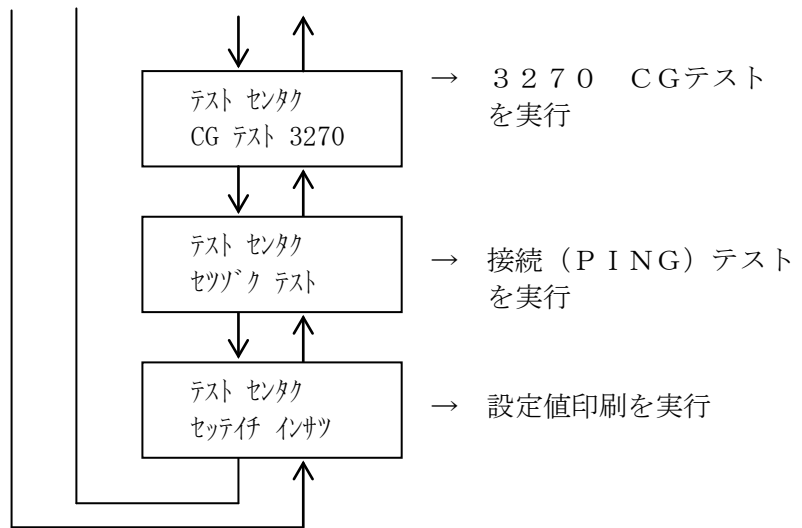 テスト センタク
CG テスト 3270
→ ３２７０　ＣＧテスト
を実行
テスト センタク
セツゾク テスト
→ 接続（ＰＩＮＧ）テスト
を実行
テスト センタク
セッテイチ インサツ
→ 設定値印刷を実行